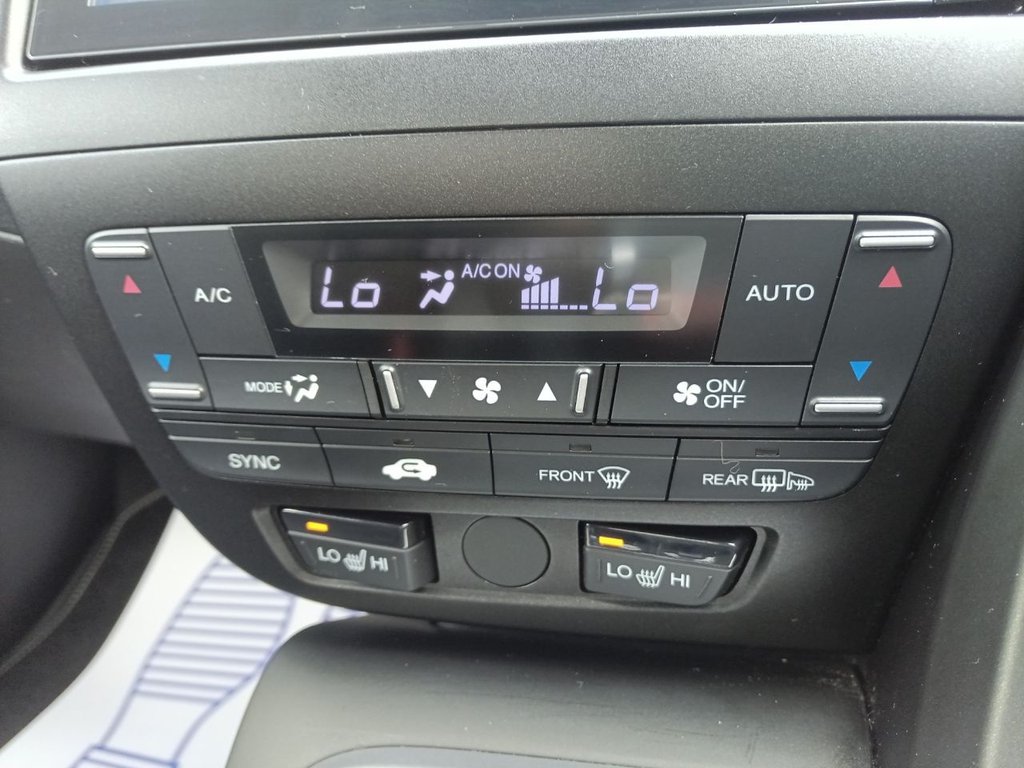 Lo A/C ON Lo
A/C
AUTO
MODE
ON/
OFF
SYNC
FRONT
REAR
LO HI
LO HI